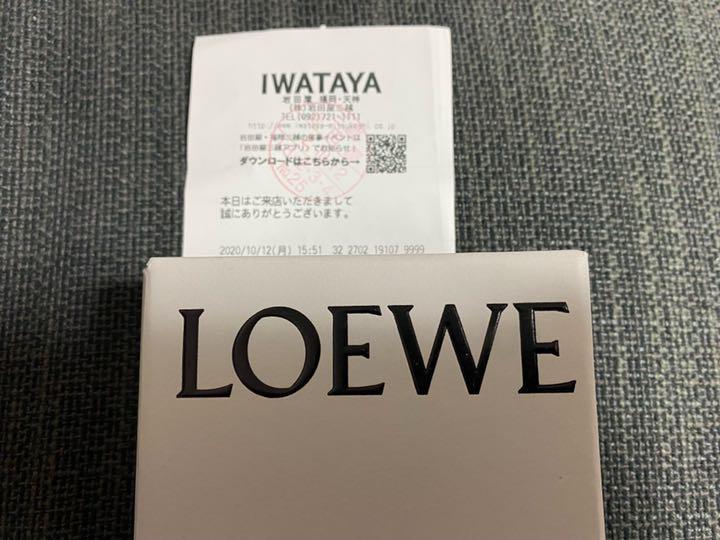 IWATAYA
岩田屋 福岡・天神
(株)岩田屋三越
TEL(092)721-1111
岩田屋・福岡三越の催事イベントは
「岩田屋三越アプリ」でお知らせ!
ダウンロードはこちらから→
本日はご来店いただきまして
誠にありがとうございます。
2020/10/12(月) 15:51 32 2702 19107 9999
LOEWE